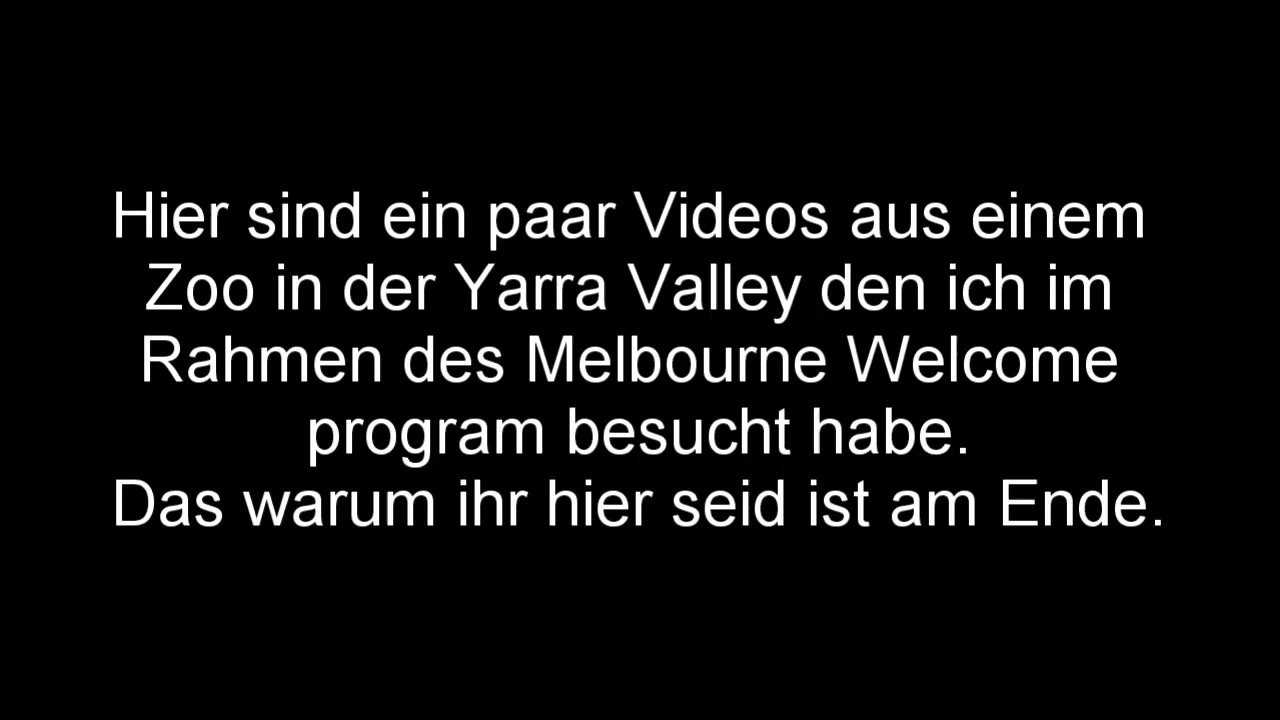 Hier sind ein paar Videos aus einem
Zoo in der Yarra Valley den ich im
Rahmen des Melbourne Welcome
program besucht habe.
Das warum ihr hier seid ist am Ende.